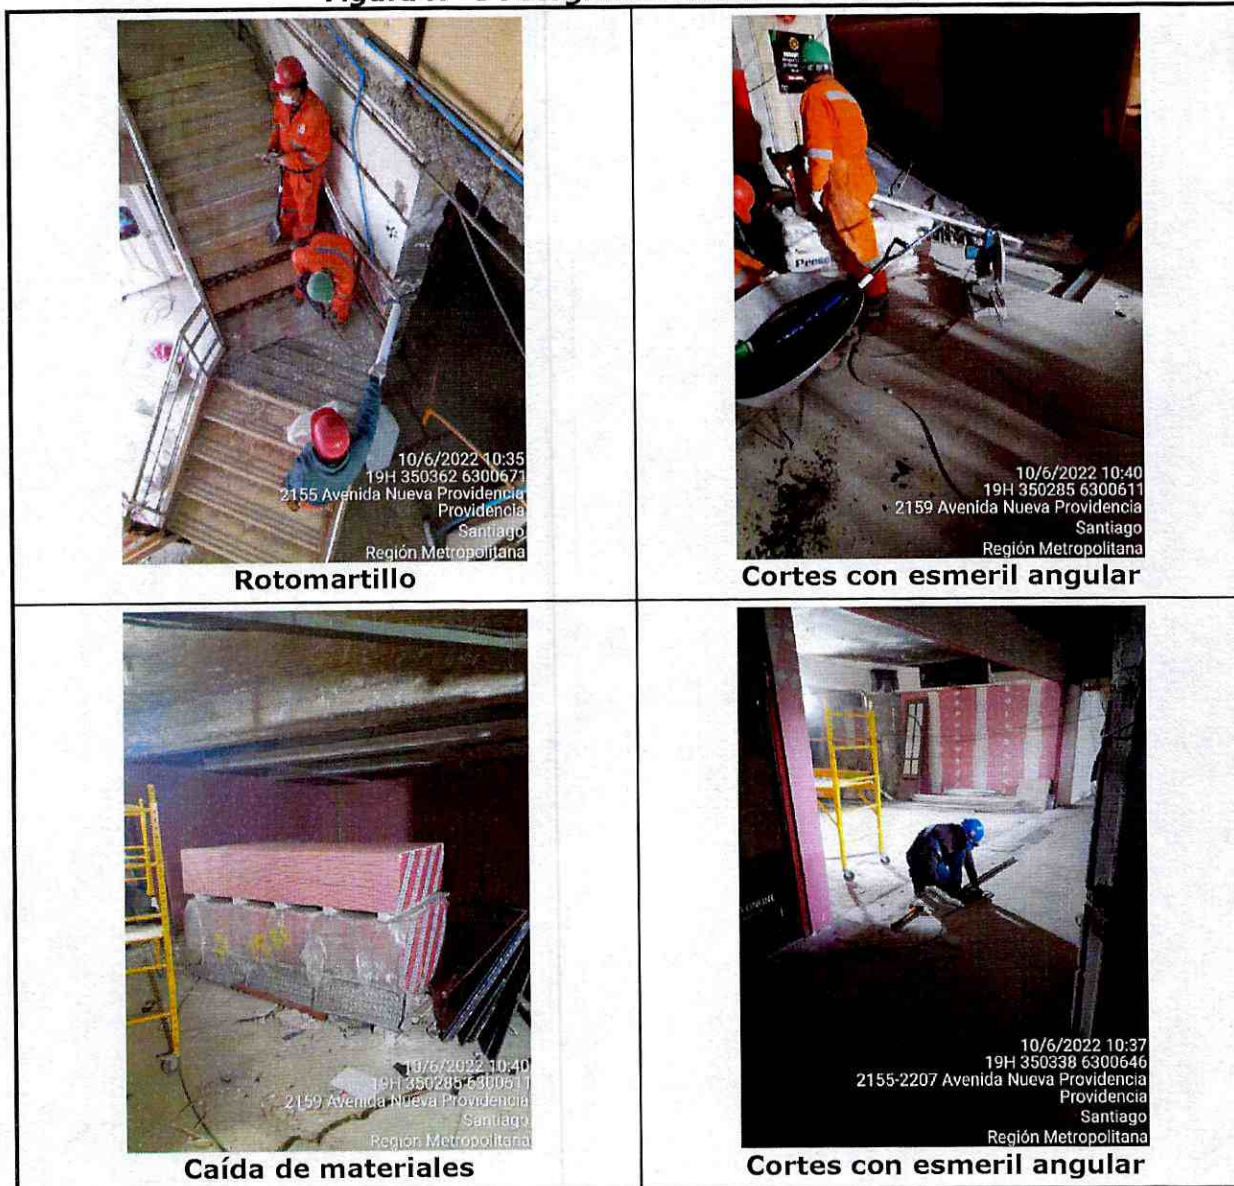 10/6/2022 10:35
19H 350362 6300671
2155 Avenida Nueva Providencia
Providencia
Santiago
Región Metropolitana
Rotomartillo
10/6/2022 10:40
19H 350285 6300611
2159 Avenida Nueva Providencia
Santiago
Región Metropolitana
Cortes con esmeril angular
10/6/2022 10:40
19H 350285 6300611
2159 Avenida Nueva Providencia
Santiago
Región Metropolitana
Caída de materiales
10/6/2022 10:37
19H 350338 6300646
2155-2207 Avenida Nueva Providencia
Providencia
Santiago
Región Metropolitana
Cortes con esmeril angular